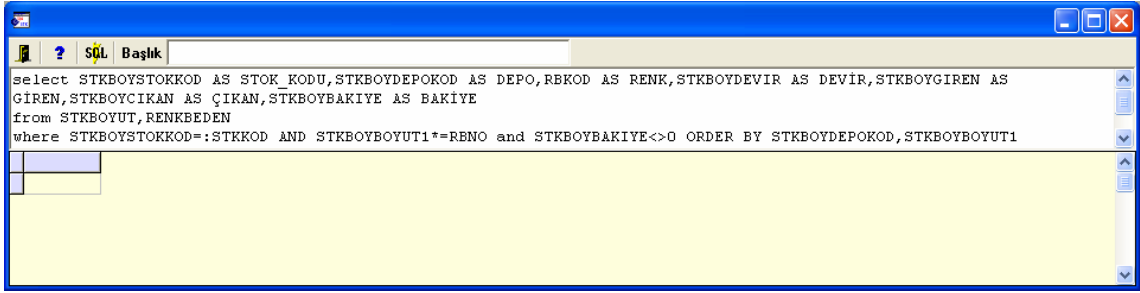 ? SQL Başlık
select STKBOYSTOKKOD AS STOK_KODU,STKBOYDEPOKOD AS DEPO,RBKOD AS RENK,STKBOYDEVIR AS DEVİR,STKBOYGIREN AS
GİREN,STKBOYCIKAN AS ÇIKAN,STKBOYBAKIYE AS BAKİYE
from STKBOYUT,RENKBEDEN
where STKBOYSTOKKOD=:STKKOD AND STKBOYBOYUT1*=RBNO and STKBOYBAKIYE<>0 ORDER BY STKBOYDEPOKOD,STKBOYBOYUT1